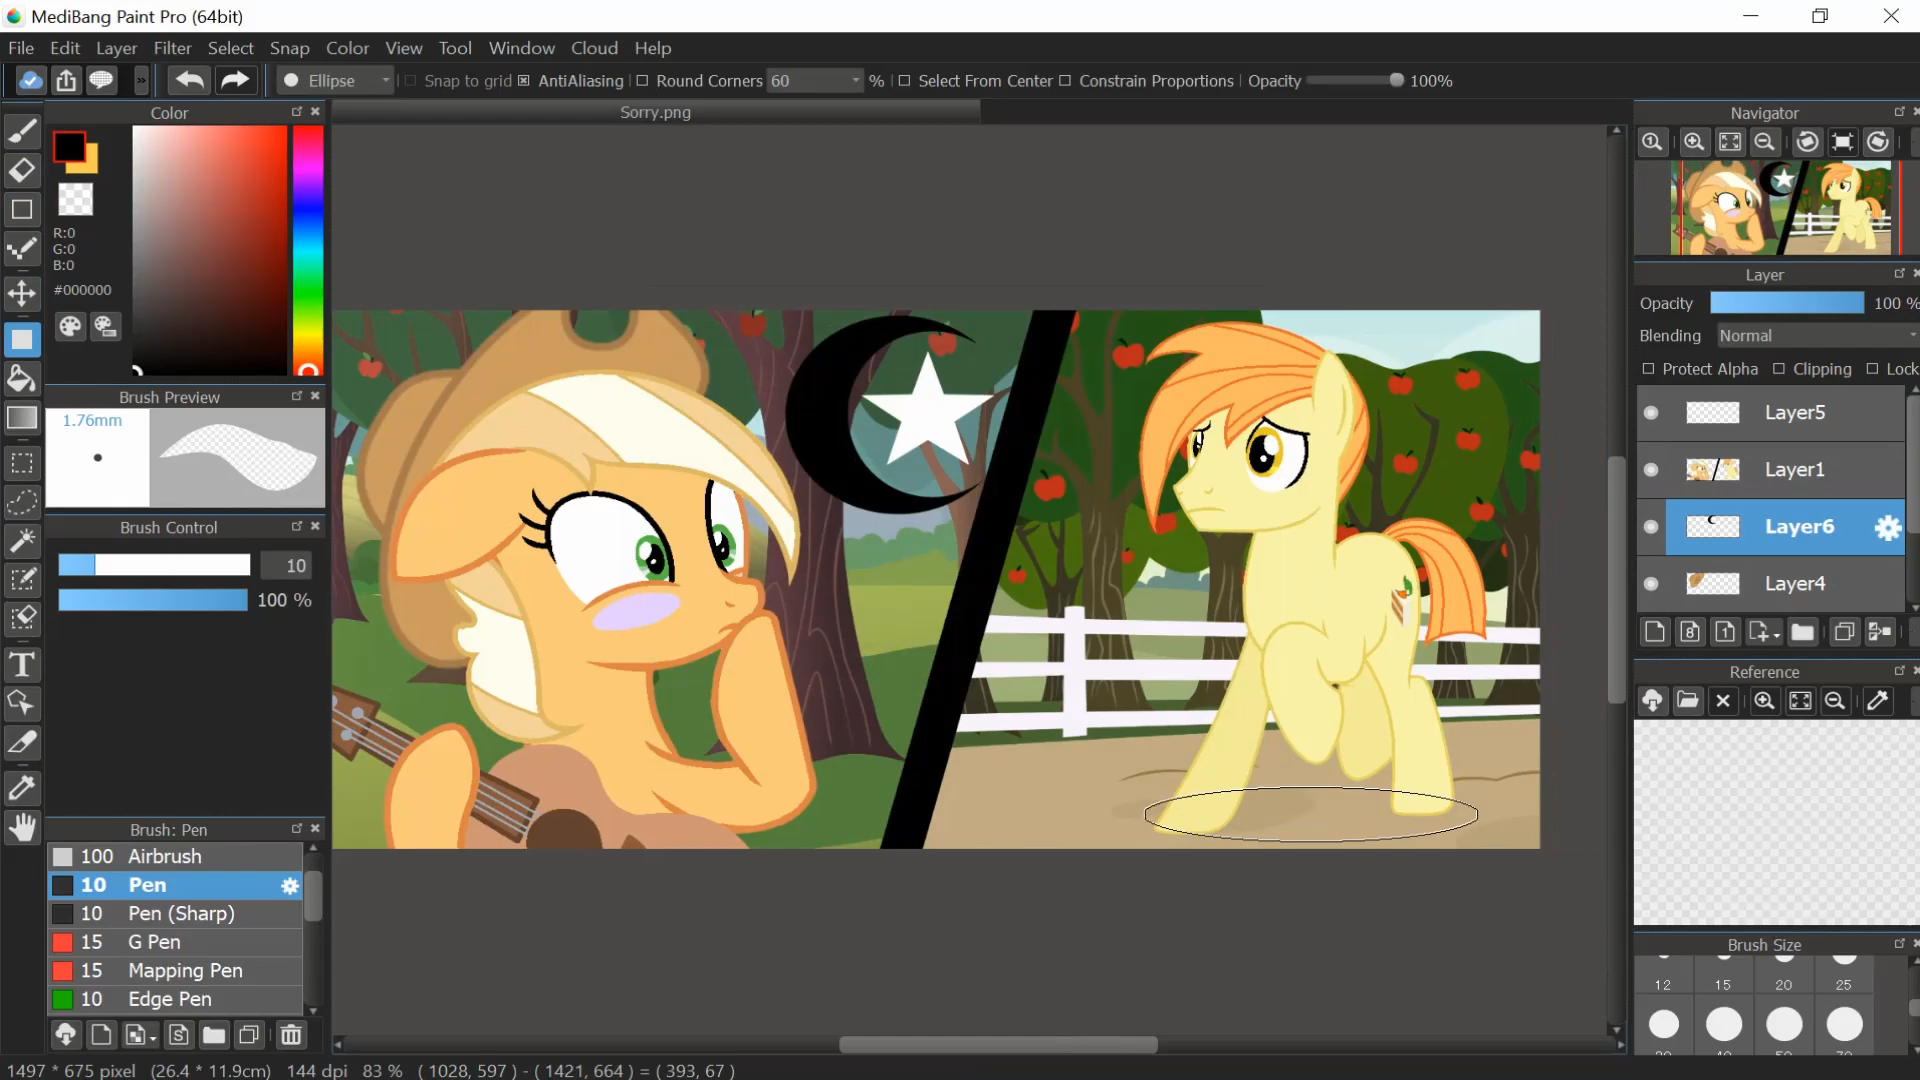 MediBang Paint Pro (64bit)
File Edit Layer Filter Select Snap Color View Tool Window Cloud Help
» Ellipse Snap to grid AntiAliasing Round Corners 60 % Select From Center Constrain Proportions Opacity 100%
Color
Sorry.png
Navigator
R:0
G:0
B:0
#000000
Layer
Opacity 100 %
Blending Normal
Protect Alpha Clipping Lock
Brush Preview
1.76mm
Layer5
Layer1
Layer6
Layer4
Brush Control
10
100 %
8 1
T
Reference
Brush: Pen
100 Airbrush
10 Pen
10 Pen (Sharp)
15 G Pen
15 Mapping Pen
10 Edge Pen
S
Brush Size
12 15 20 25
1497 * 675 pixel (26.4 * 11.9cm) 144 dpi 83 % ( 1028, 597 ) - ( 1421, 664 ) = ( 393, 67 )